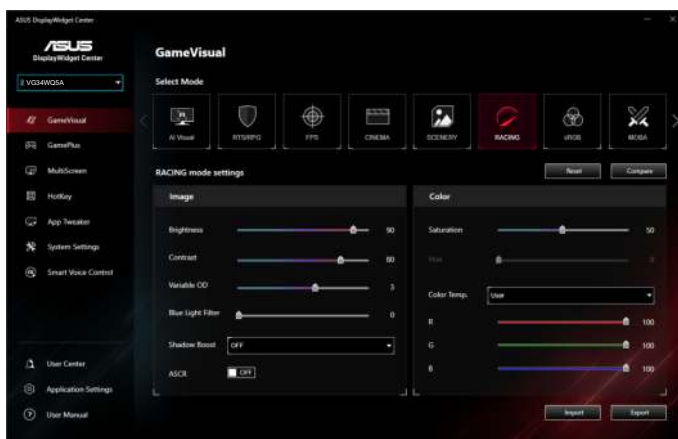 ASUS DisplayWidget Center
ASUS
DisplayWidget Center
VG34WQ5A
GameVisual
GamePlus
MultiScreen
HotKey
App Tweaker
System Settings
Smart Voice Control
User Center
Application Settings
User Manual
GameVisual
Select Mode
AI Visual
RTS/RPG
FPS
CINEMA
SCENERY
RACING
sRGB
MOBA
RACING mode settings
Reset
Compare
Image
Brightness 90
Contrast 80
Variable OD 3
Blue Light Filter 0
Shadow Boost OFF
ASCR OFF
Color
Saturation 50
Hue 0
Color Temp. User
R 100
G 100
B 100
Import
Export